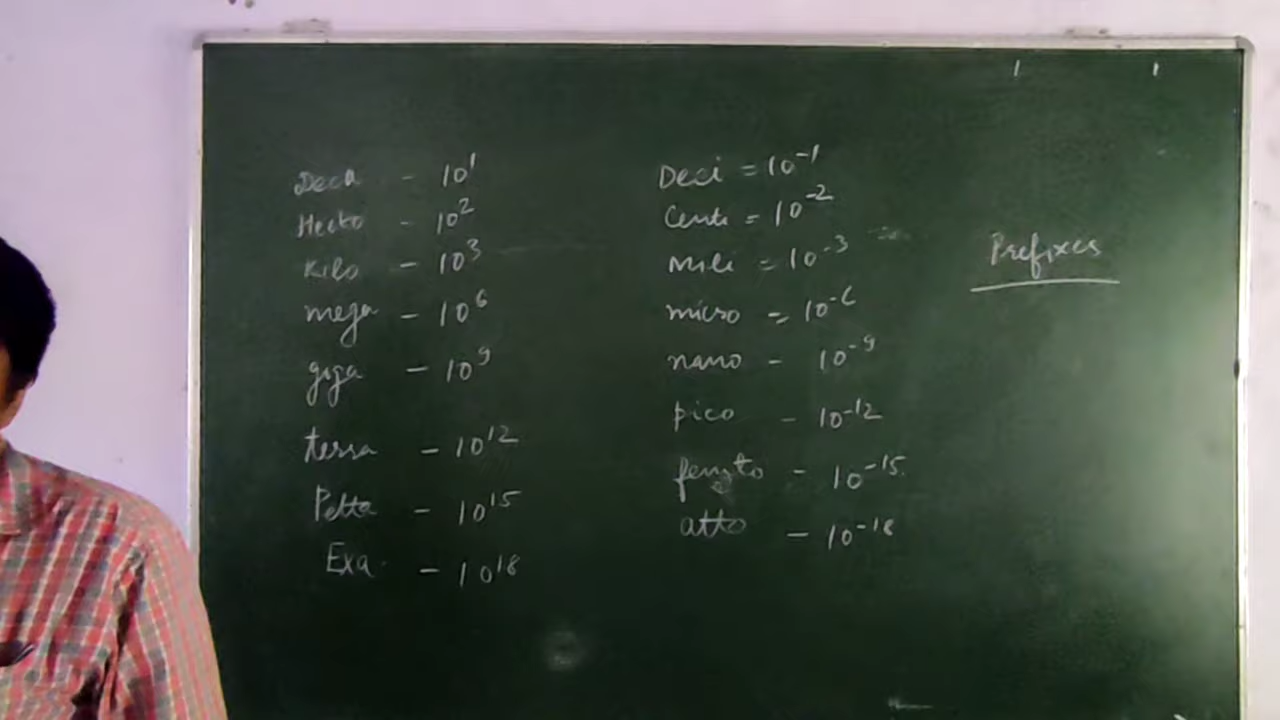 Deca - 10¹
Hecto - 10²
Kilo - 10³
mega - 10⁶
giga - 10⁹
terra - 10¹²
Petta - 10¹⁵
Exa - 10¹⁸
Deci = 10⁻¹
Centi = 10⁻²
Mili = 10⁻³
micro = 10⁻⁶
nano - 10⁻⁹
pico - 10⁻¹²
femto - 10⁻¹⁵
atto - 10⁻¹⁸
Prefixes